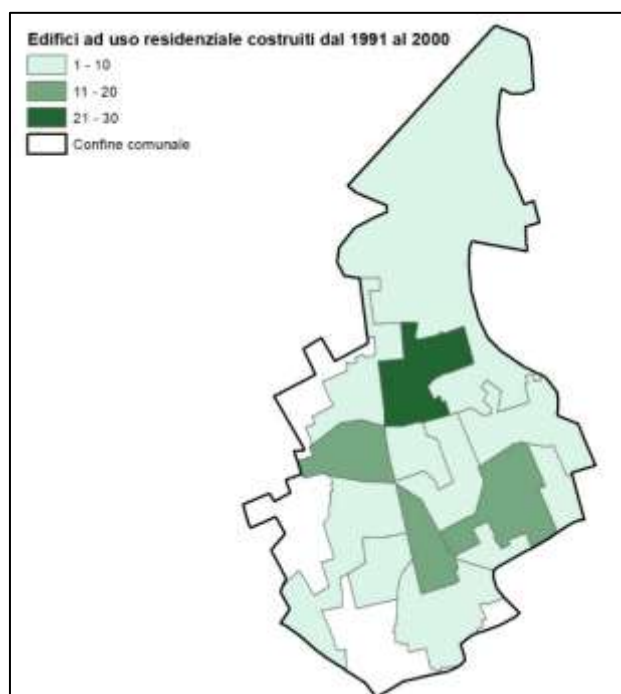 Edifici ad uso residenziale costruiti dal 1991 al 2000
1 - 10
11 - 20
21 - 30
Confine comunale